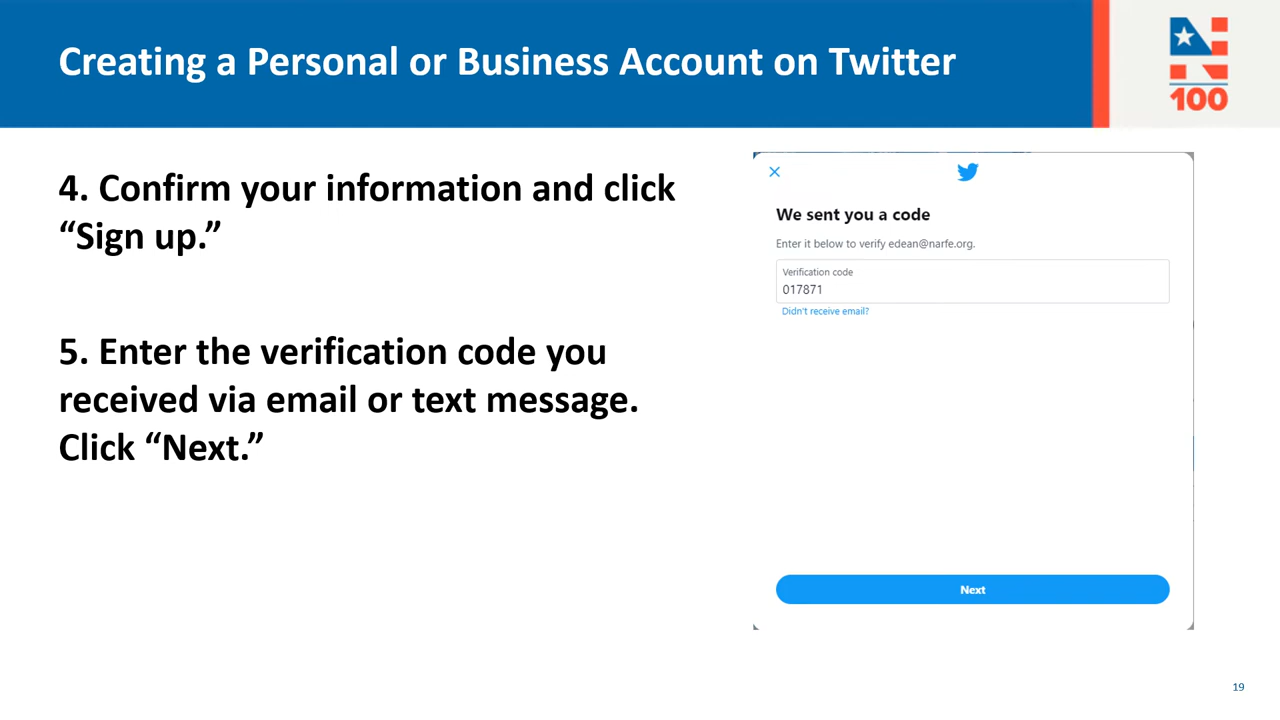 Creating a Personal or Business Account on Twitter
100
4. Confirm your information and click
“Sign up.”
5. Enter the verification code you
received via email or text message.
Click “Next.”
We sent you a code
Enter it below to verify edean@narfe.org.
Verification code
017871
Didn't receive email?
Next
19